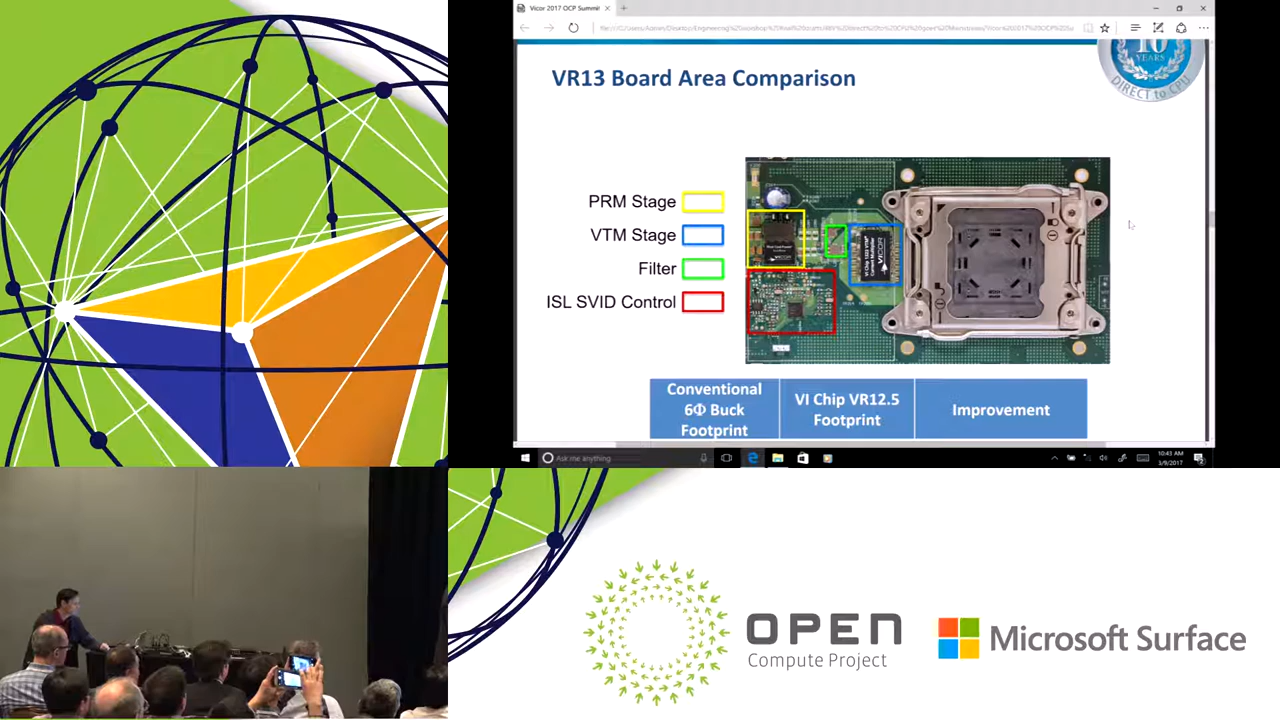 Vicor 2017 OCP Summit
10
YEARS
DIRECT to CPU
VR13 Board Area Comparison
PRM Stage
VTM Stage
Filter
ISL SVID Control
VICOR
Conventional
6Φ Buck
Footprint
VI Chip VR12.5
Footprint
Improvement
Ask me anything
10:43 AM
3/9/2017
OPEN
Compute Project
Microsoft Surface